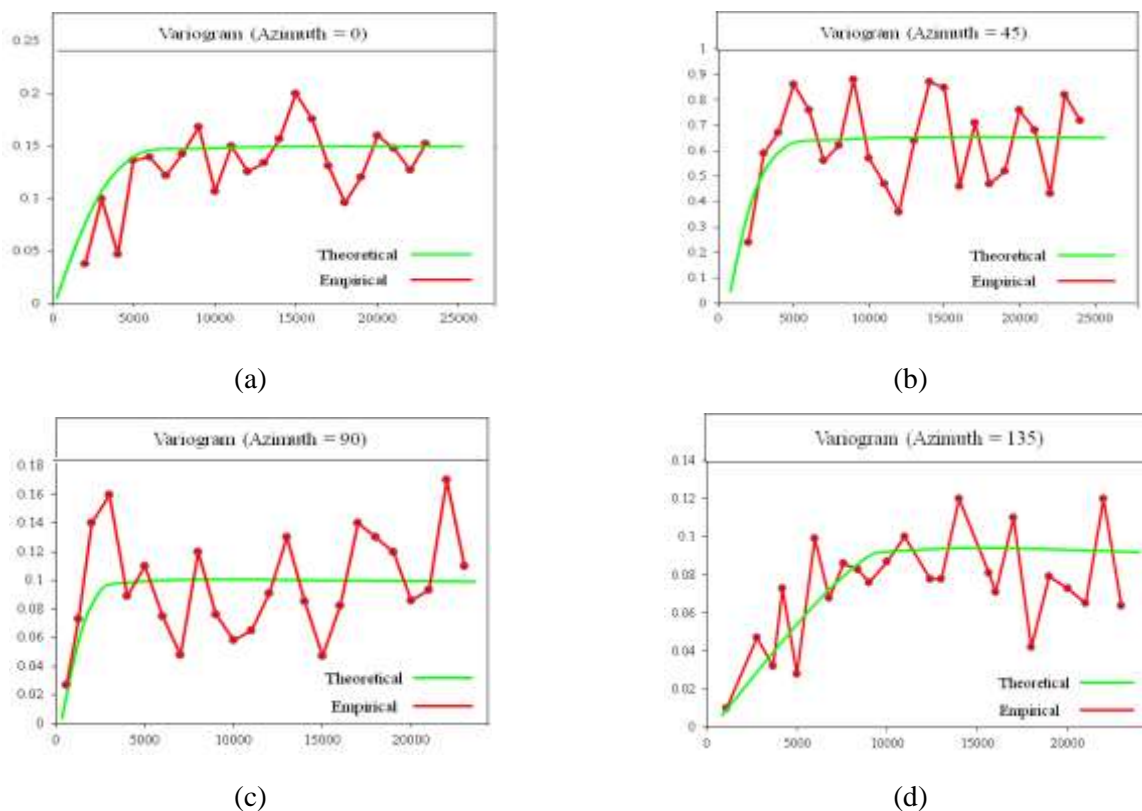 Variogram (Azimuth = 0)
0.25
0.2
0.15
0.1
0.05
0
Theoretical
Empirical
0 5000 10000 15000 20000 25000
(a)
Variogram (Azimuth = 45)
1
0.9
0.8
0.7
0.6
0.5
0.4
0.3
0.2
0.1
0
Theoretical
Empirical
0 5000 10000 15000 20000 25000
(b)
Variogram (Azimuth = 90)
0.18
0.16
0.14
0.12
0.1
0.08
0.06
0.04
0.02
0
Theoretical
Empirical
0 5000 10000 15000 20000
(c)
Variogram (Azimuth = 135)
0.14
0.12
0.1
0.08
0.06
0.04
0.02
0
Theoretical
Empirical
0 5000 10000 15000 20000
(d)